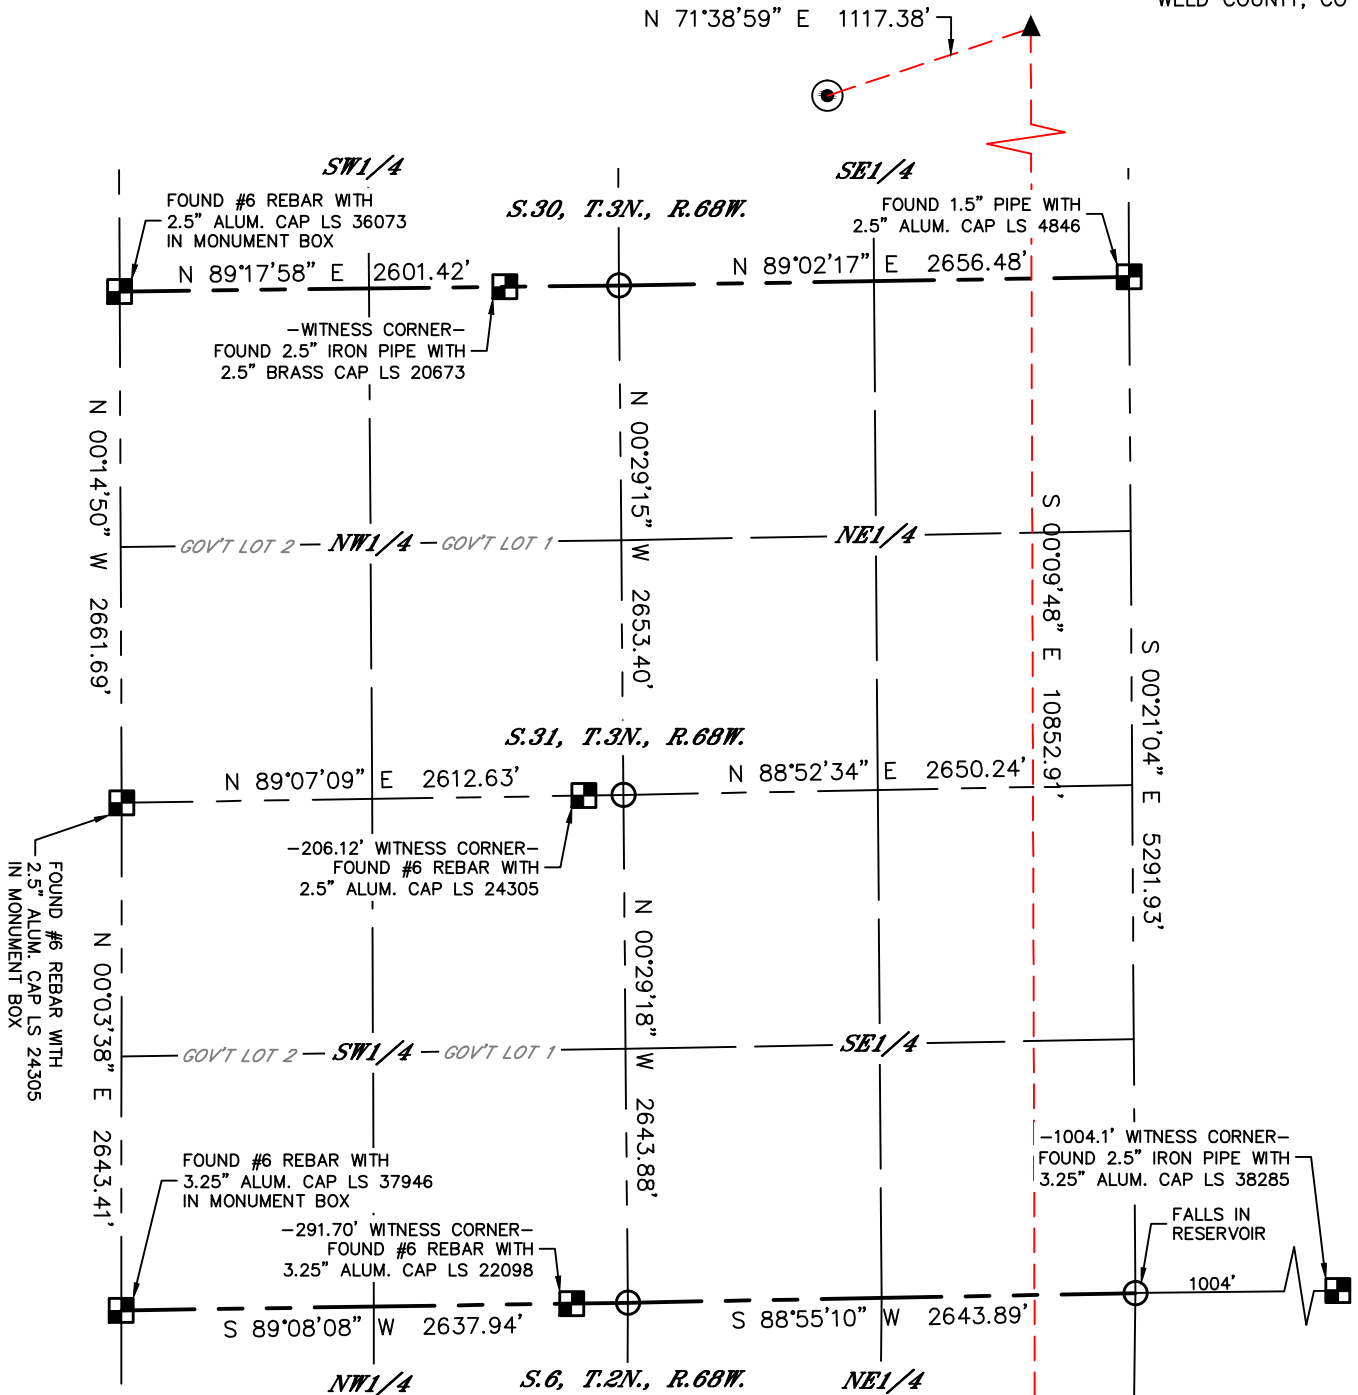 WELD COUNTY, CO
N 71°38'59" E 1117.38'
SW1/4
SE1/4
FOUND #6 REBAR WITH
2.5" ALUM. CAP LS 36073
IN MONUMENT BOX
S.30, T.3N., R.68W.
FOUND 1.5" PIPE WITH
2.5" ALUM. CAP LS 4846
N 89°17'58" E 2601.42'
N 89°02'17" E 2656.48'
-WITNESS CORNER-
FOUND 2.5" IRON PIPE WITH
2.5" BRASS CAP LS 20673
N 00°14'50" W 2661.69'
N 00°29'15" W 2653.40'
S 00°09'48" E 10852.91'
S 00°21'04" E 5291.93'
GOV'T LOT 2
NW1/4
GOV'T LOT 1
NE1/4
S.31, T.3N., R.68W.
N 89°07'09" E 2612.63'
N 88°52'34" E 2650.24'
-206.12' WITNESS CORNER-
FOUND #6 REBAR WITH
2.5" ALUM. CAP LS 24305
FOUND #6 REBAR WITH
2.5" ALUM. CAP LS 24305
IN MONUMENT BOX
N 00°03'38" E 2643.41'
N 00°29'18" W 2643.88'
GOV'T LOT 2
SW1/4
GOV'T LOT 1
SE1/4
-1004.1' WITNESS CORNER-
FOUND 2.5" IRON PIPE WITH
3.25" ALUM. CAP LS 38285
FOUND #6 REBAR WITH
3.25" ALUM. CAP LS 37946
IN MONUMENT BOX
-291.70' WITNESS CORNER-
FOUND #6 REBAR WITH
3.25" ALUM. CAP LS 22098
FALLS IN
RESERVOIR
1004'
S 89°08'08" W 2637.94'
S 88°55'10" W 2643.89'
NW1/4
S.6, T.2N., R.68W.
NE1/4